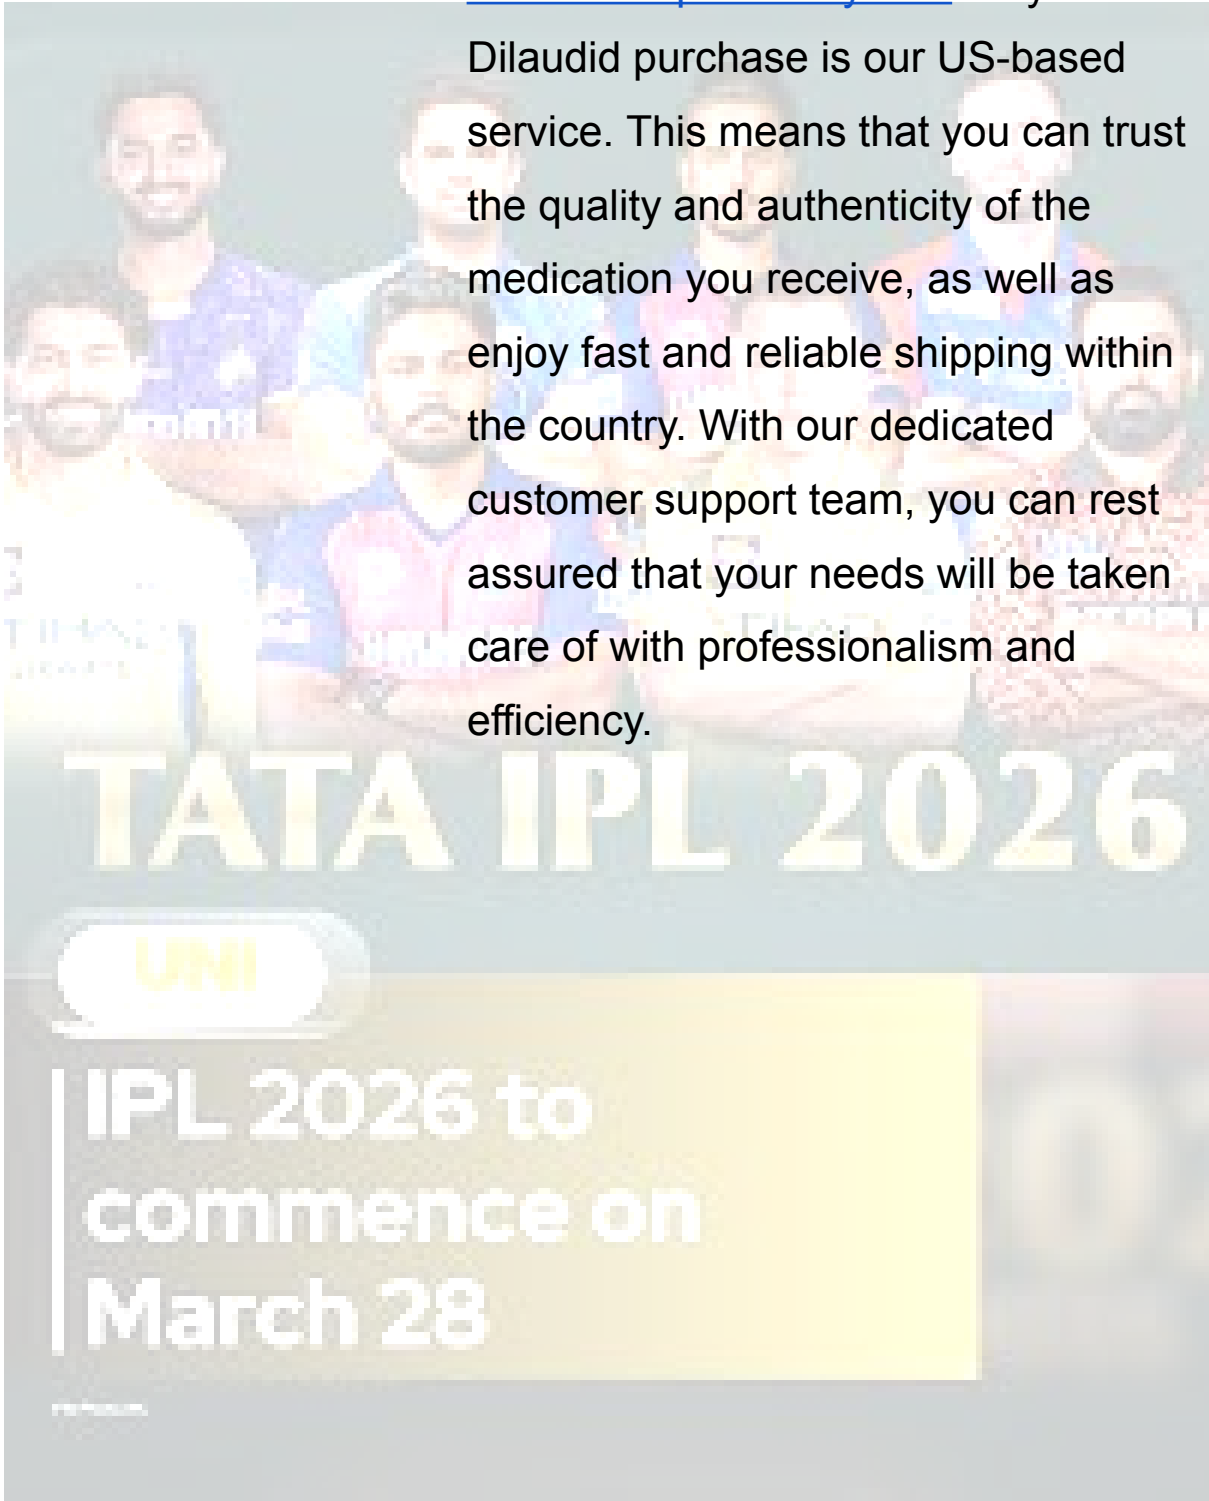 Dilaudid purchase is our US-based
service. This means that you can trust
the quality and authenticity of the
medication you receive, as well as
enjoy fast and reliable shipping within
the country. With our dedicated
customer support team, you can rest
assured that your needs will be taken
care of with professionalism and
efficiency.
TATA IPL 2026
UNI
IPL 2026 to
commence on
March 28